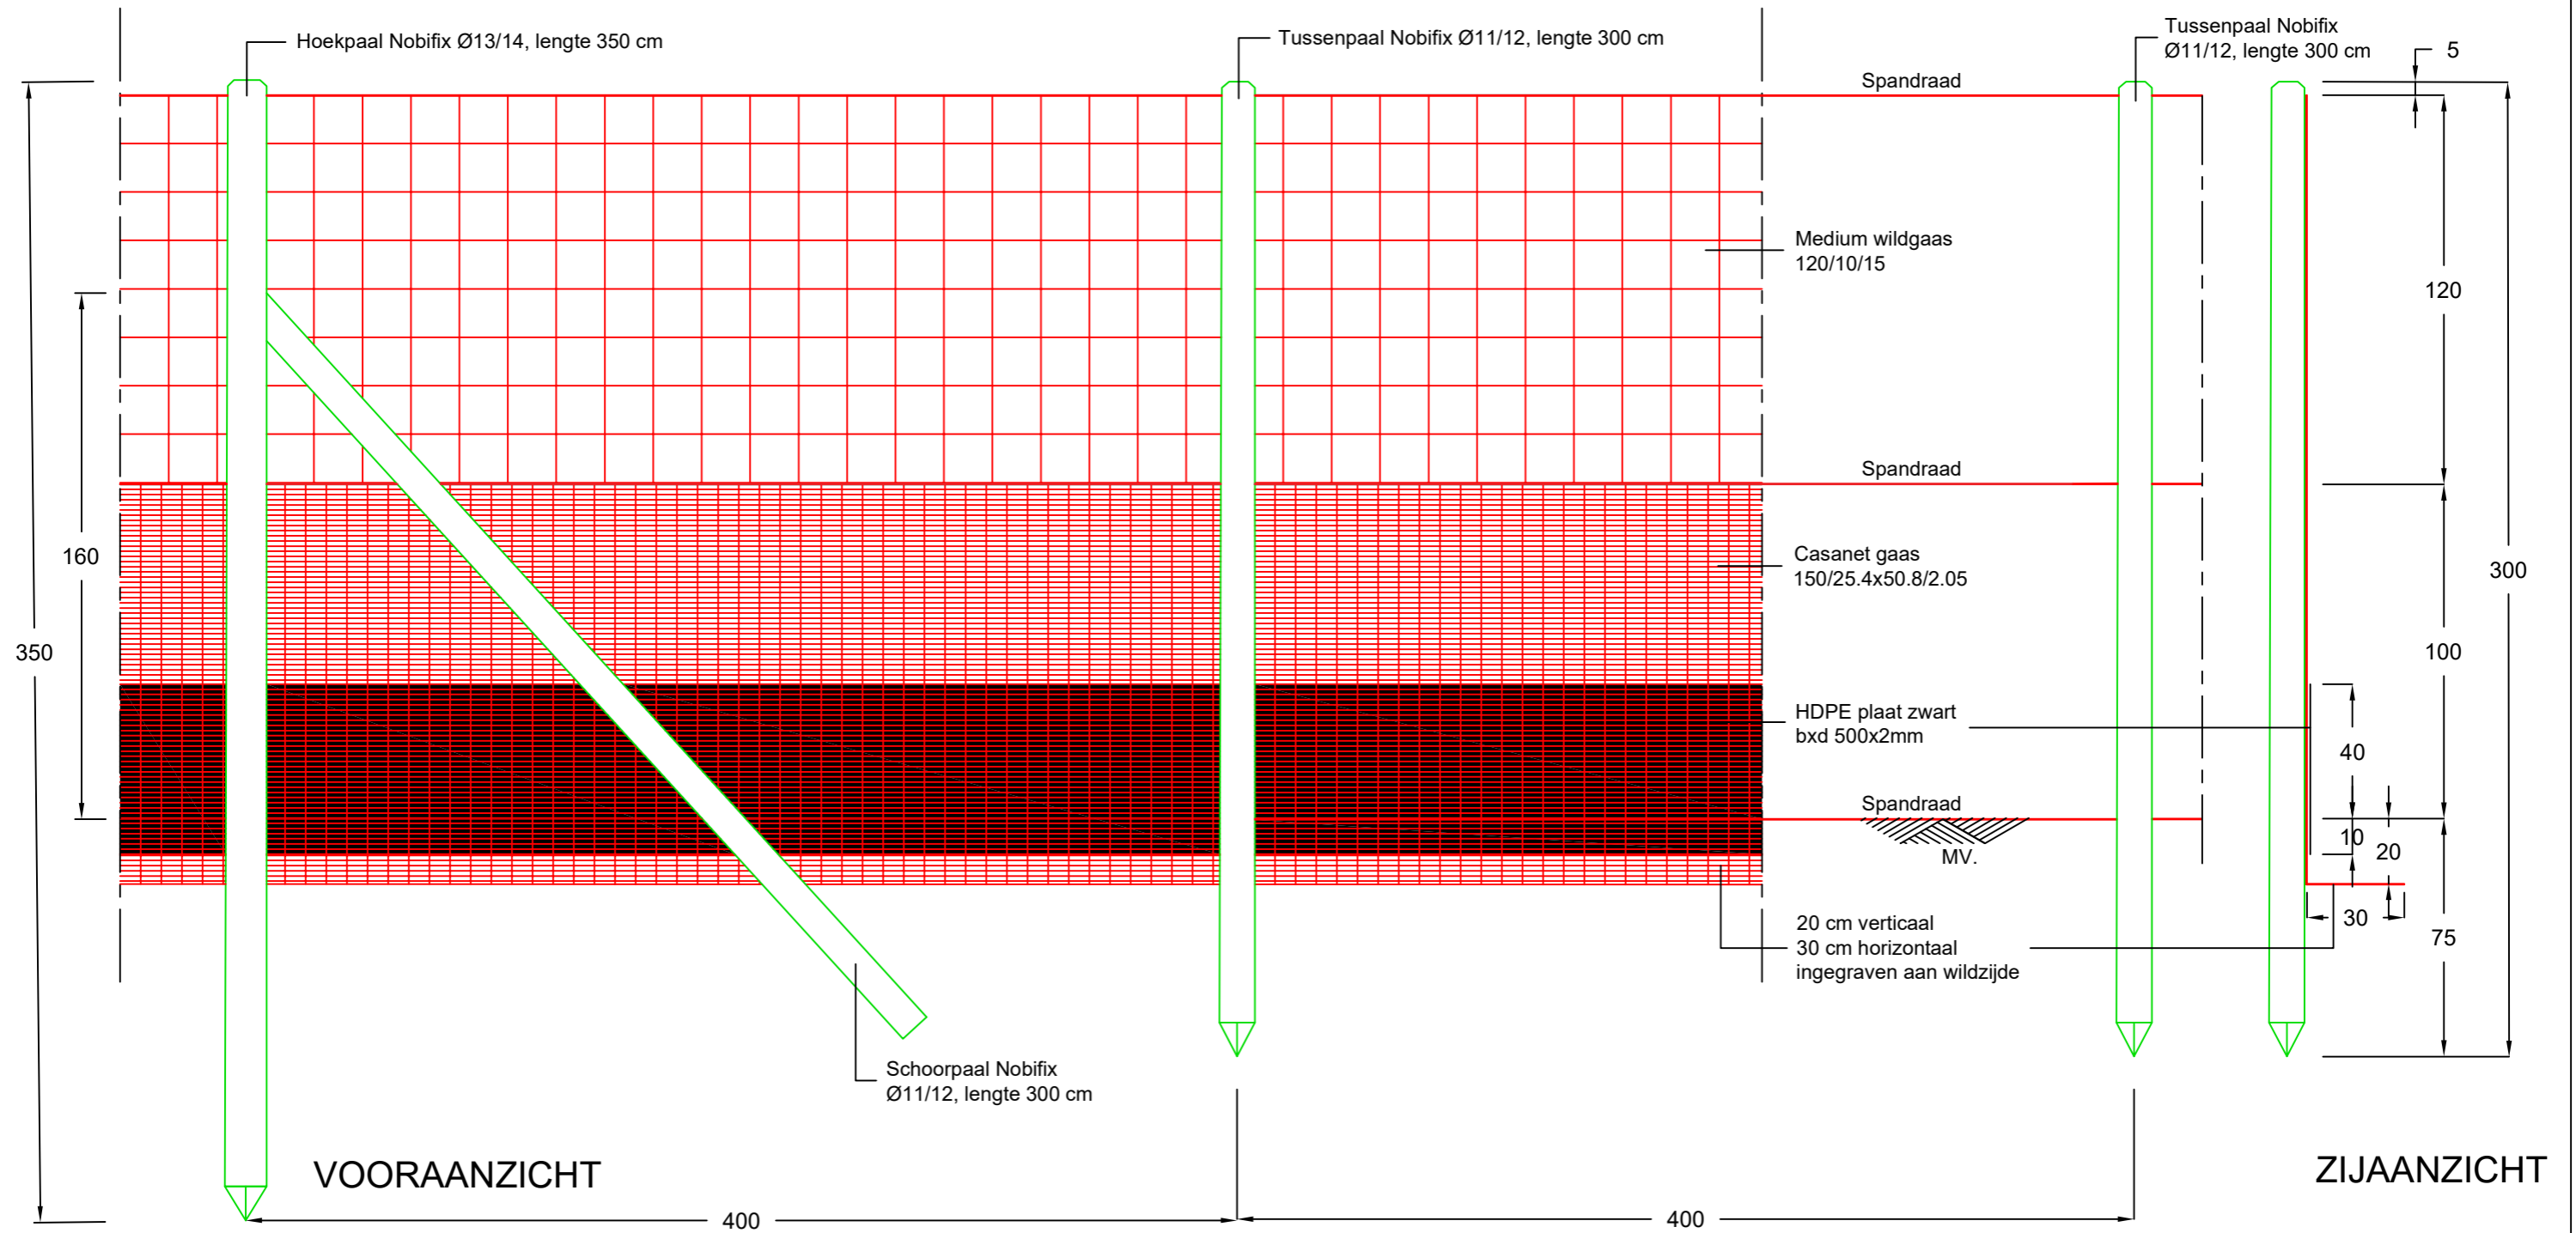 Hoekpaal Nobifix Ø13/14, lengte 350 cm
Tussenpaal Nobifix Ø11/12, lengte 300 cm
Tussenpaal Nobifix
Ø11/12, lengte 300 cm
5
Spandraad
Medium wildgaas
120/10/15
120
Spandraad
160
Casanet gaas
150/25.4x50.8/2.05
300
350
100
HDPE plaat zwart
bxd 500x2mm
40
Spandraad
10
20
MV.
30
20 cm verticaal
30 cm horizontaal
ingegraven aan wildzijde
75
Schoorpaal Nobifix
Ø11/12, lengte 300 cm
VOORAANZICHT
ZIJAANZICHT
400
400